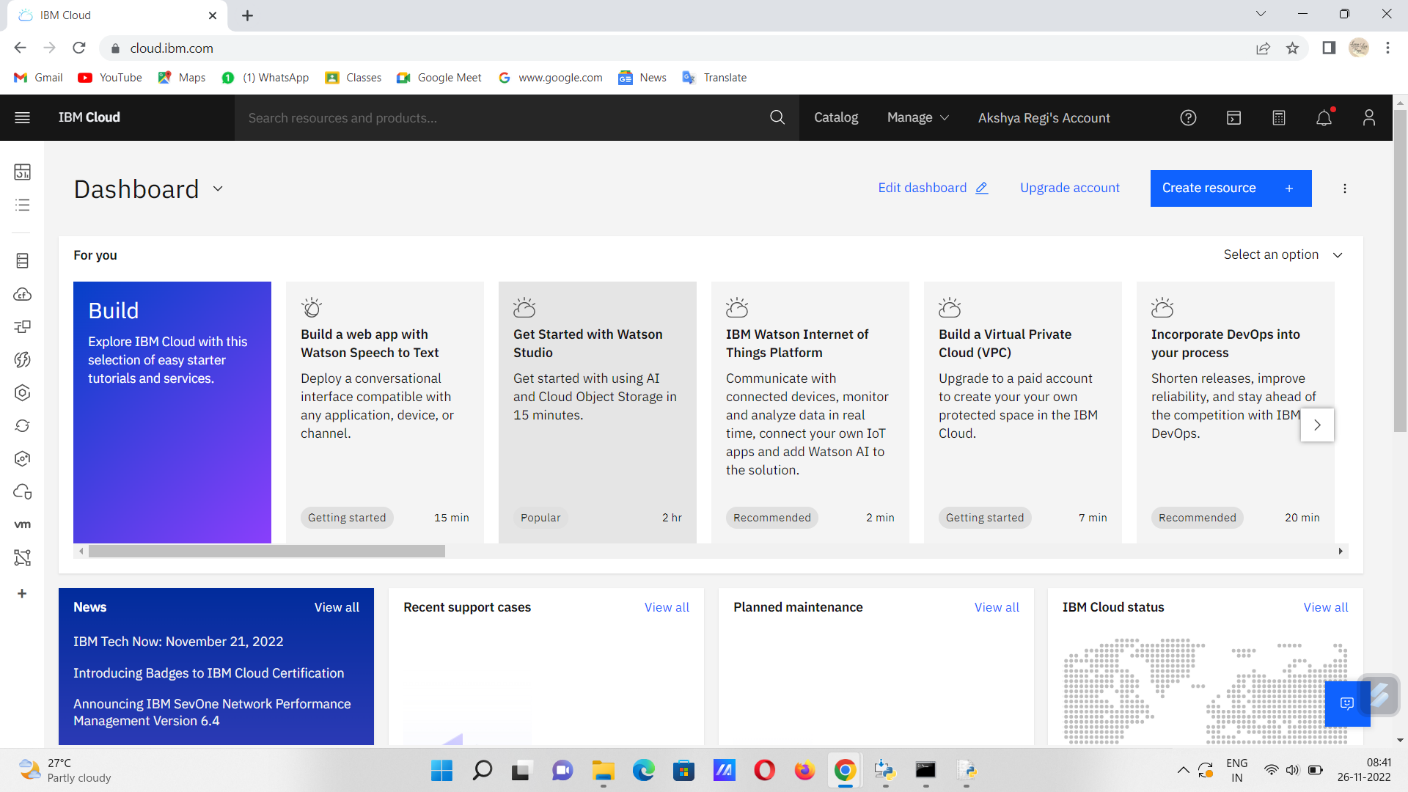 IBM Cloud
cloud.ibm.com
Gmail YouTube Maps (1) WhatsApp Classes Google Meet www.google.com News Translate
IBM Cloud Search resources and products... Catalog Manage Akshya Regi's Account
Dashboard
Edit dashboard Upgrade account Create resource +
For you
Select an option
Build
Explore IBM Cloud with this
selection of easy starter
tutorials and services.
Build a web app with
Watson Speech to Text
Deploy a conversational
interface compatible with
any application, device, or
channel.
Getting started 15 min
Get Started with Watson
Studio
Get started with using AI
and Cloud Object Storage in
15 minutes.
Popular 2 hr
IBM Watson Internet of
Things Platform
Communicate with
connected devices, monitor
and analyze data in real
time, connect your own IoT
apps and add Watson AI to
the solution.
Recommended 2 min
Build a Virtual Private
Cloud (VPC)
Upgrade to a paid account
to create your your own
protected space in the IBM
Cloud.
Getting started 7 min
Incorporate DevOps into
your process
Shorten releases, improve
reliability, and stay ahead of
the competition with IBM
DevOps.
Recommended 20 min
vm
News View all
IBM Tech Now: November 21, 2022
Introducing Badges to IBM Cloud Certification
Announcing IBM SevOne Network Performance
Management Version 6.4
Recent support cases View all
Planned maintenance View all
IBM Cloud status View all
27°C
Partly cloudy
ENG
IN
08:41
26-11-2022